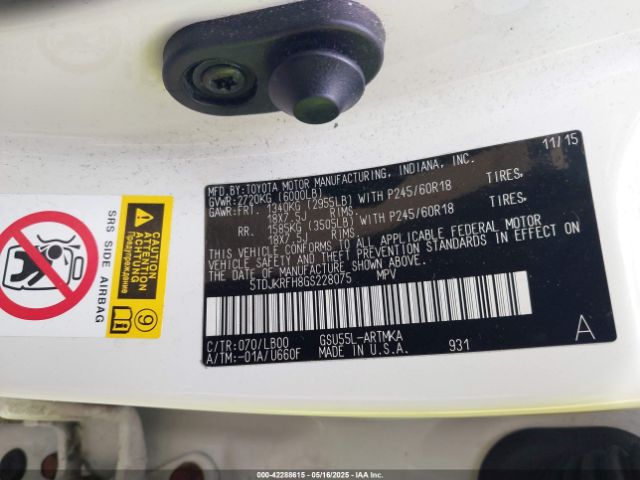 MFD.BY:TOYOTA MOTOR MANUFACTURING, INDIANA, INC. 11/15
GVWR:2720KG (6000LB)
GAWR:FRT. 1340KG (2955LB) WITH P245/60R18 TIRES.
18X7.5J RIMS
RR. 1585KG (3505LB) WITH P245/60R18 TIRES.
18X7.5J RIMS
THIS VEHICLE CONFORMS TO ALL APPLICABLE FEDERAL MOTOR
VEHICLE SAFETY AND THEFT PREVENTION STANDARDS IN EFFECT ON
THE DATE OF MANUFACTURE SHOWN ABOVE.
5TDJKRFH8GS228075 MPV
C/TR:070/LB00 GSU55L-ARTMKA
A/TM:-01A/U660F MADE IN U.S.A. 931 A
SRS SIDE AIRBAG
CAUTION
ATTENTION
Предупреждение
9
000-42288615 - 05/16/2025 - IAAI.COM